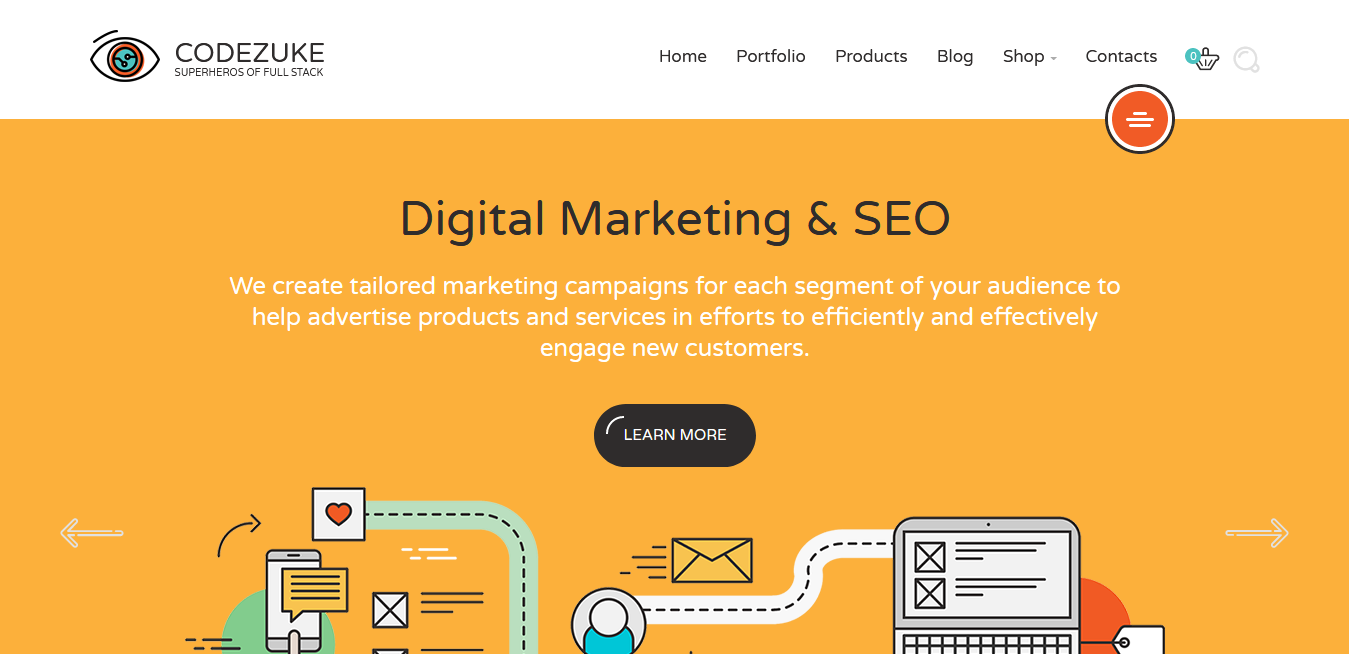 CODEZUKE
SUPERHEROS OF FULL STACK
Home Portfolio Products Blog Shop Contacts 0
Digital Marketing & SEO
We create tailored marketing campaigns for each segment of your audience to
help advertise products and services in efforts to efficiently and effectively
engage new customers.
LEARN MORE